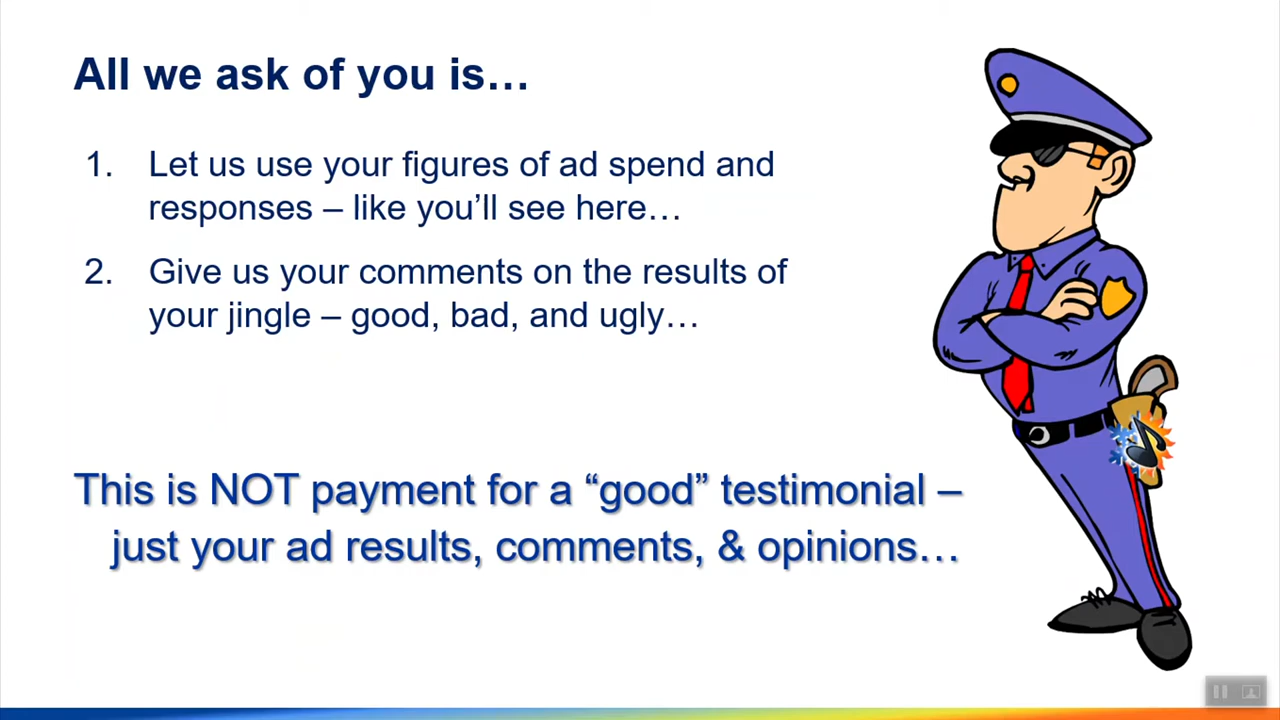 All we ask of you is…
1. Let us use your figures of ad spend and
responses – like you’ll see here…
2. Give us your comments on the results of
your jingle – good, bad, and ugly…
This is NOT payment for a “good” testimonial –
just your ad results, comments, & opinions…